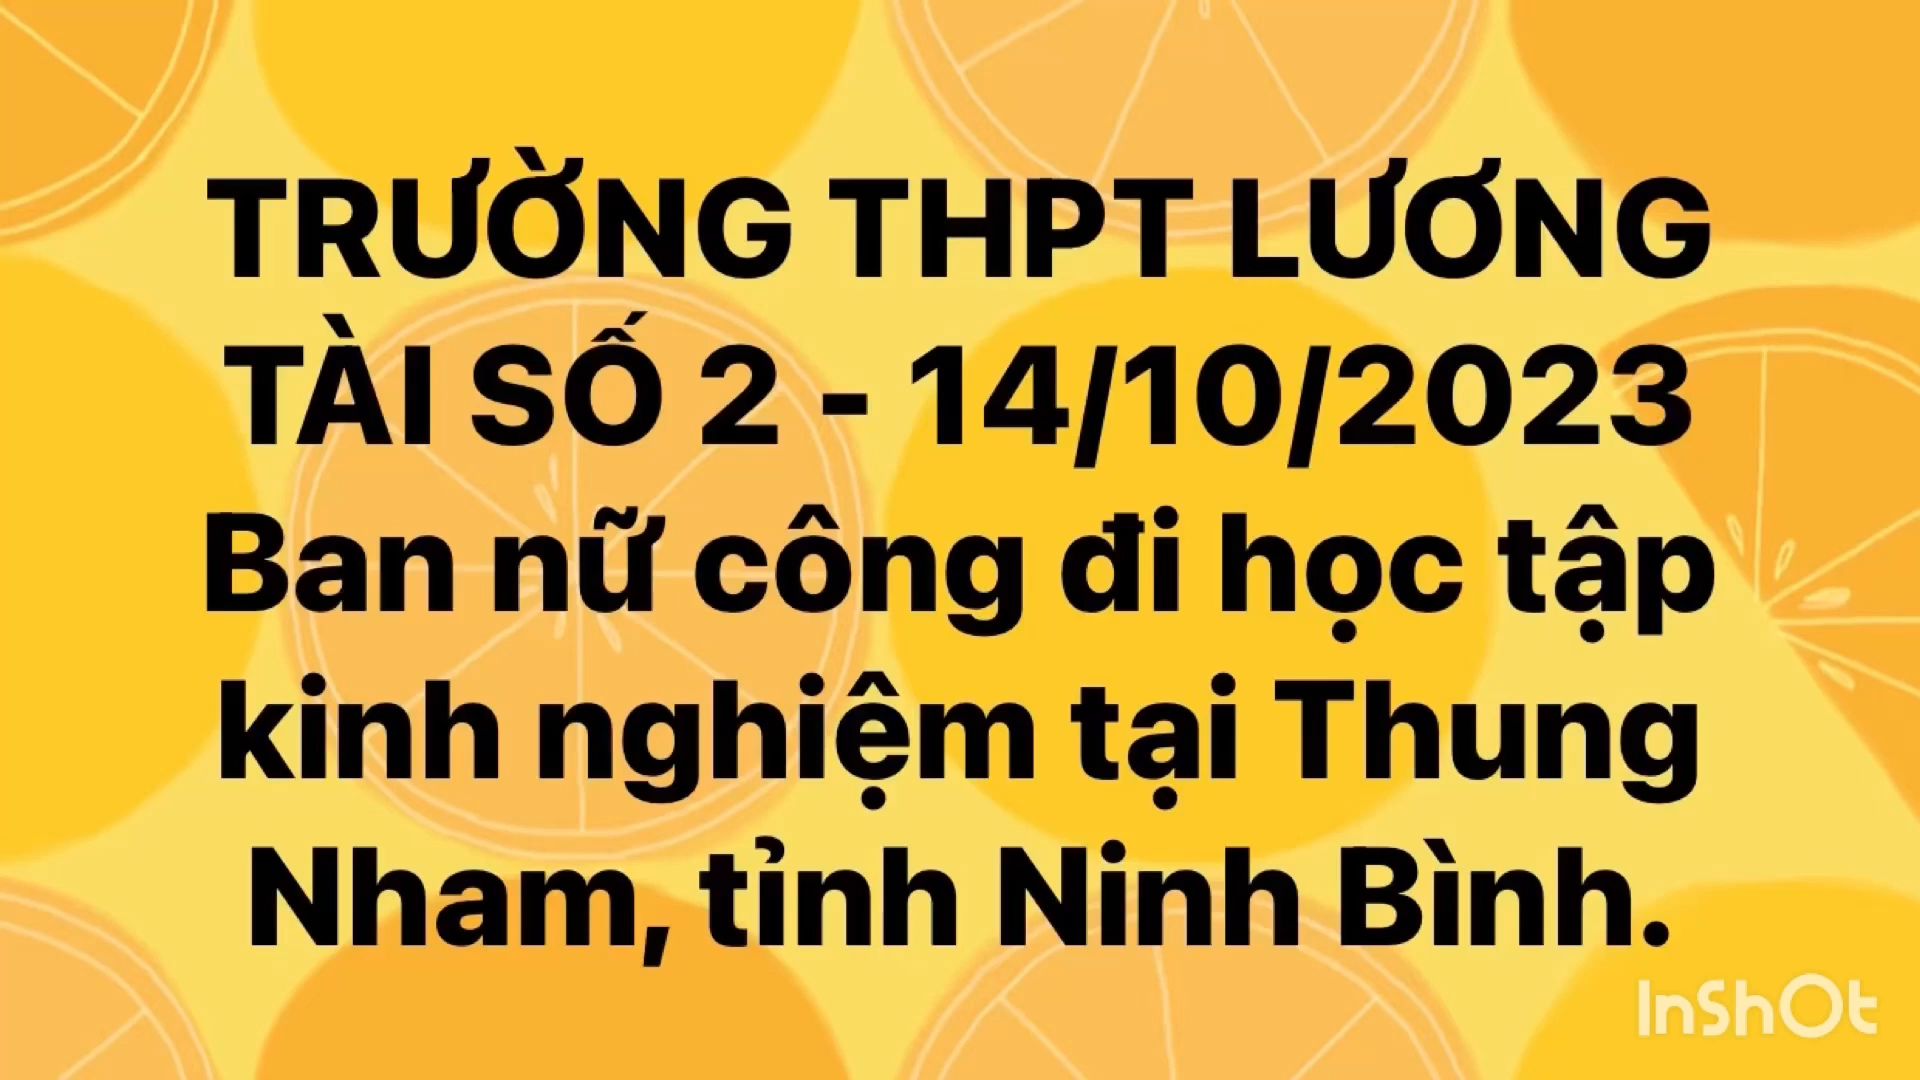 TRƯỜNG THPT LƯƠNG
TÀI SỐ 2 - 14/10/2023
Ban nữ công đi học tập
kinh nghiệm tại Thung
Nham, tỉnh Ninh Bình.
InShOt